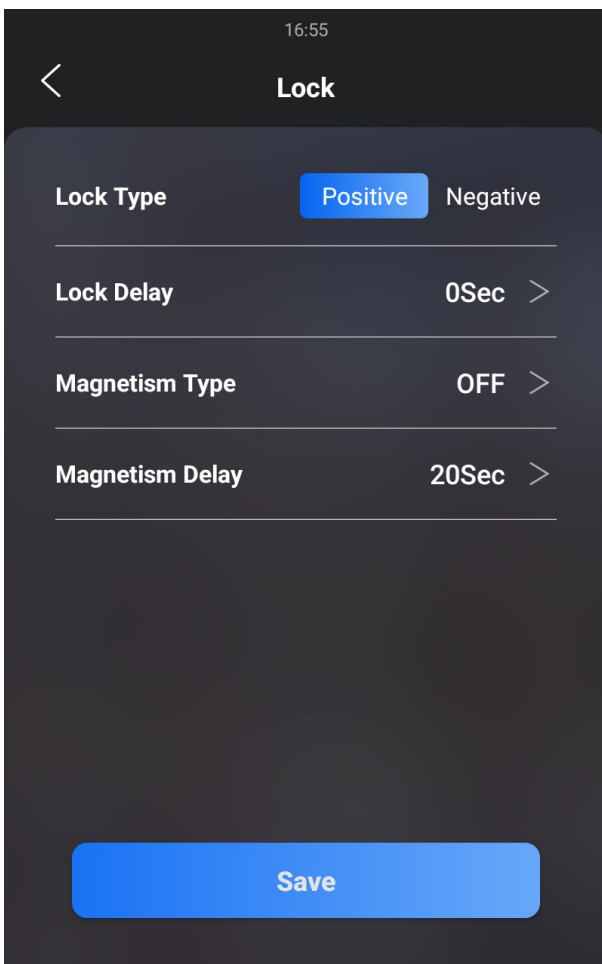 16:55
Lock
Lock Type Positive Negative
Lock Delay 0Sec
Magnetism Type OFF
Magnetism Delay 20Sec
Save